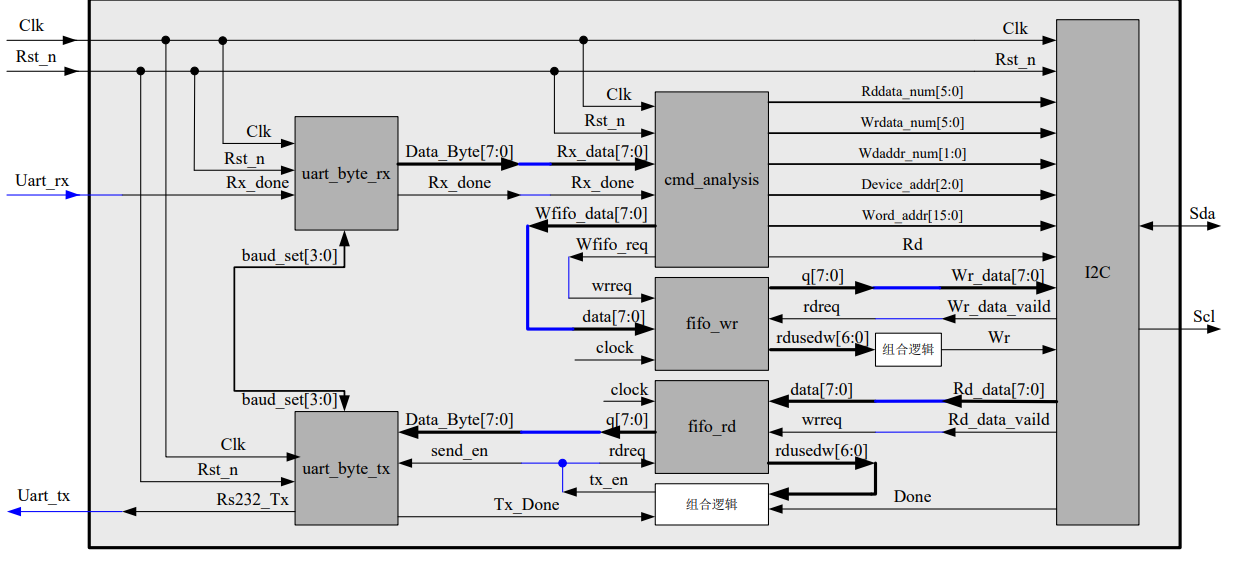 Clk
Clk
Rst_n
Rst_n
Clk
Rddata_num[5:0]
Rst_n
Wrdata_num[5:0]
Clk
Data_Byte[7:0]
Rx_data[7:0]
Wdaddr_num[1:0]
Rst_n
uart_byte_rx
cmd_analysis
Uart_rx
Rx_done
Rx_done
Rx_done
Device_addr[2:0]
Wfifo_data[7:0]
Word_addr[15:0]
Sda
Wfifo_req
Rd
baud_set[3:0]
q[7:0]
Wr_data[7:0]
I2C
wrreq
rdreq
Wr_data_vaild
data[7:0]
fifo_wr
Scl
rdusedw[6:0]
组合逻辑
Wr
clock
clock
data[7:0]
Rd_data[7:0]
baud_set[3:0]
Data_Byte[7:0]
q[7:0]
fifo_rd
wrreq
Rd_data_vaild
Clk
send_en
rdreq
rdusedw[6:0]
Rst_n
uart_byte_tx
tx_en
Uart_tx
Rs232_Tx
Tx_Done
组合逻辑
Done